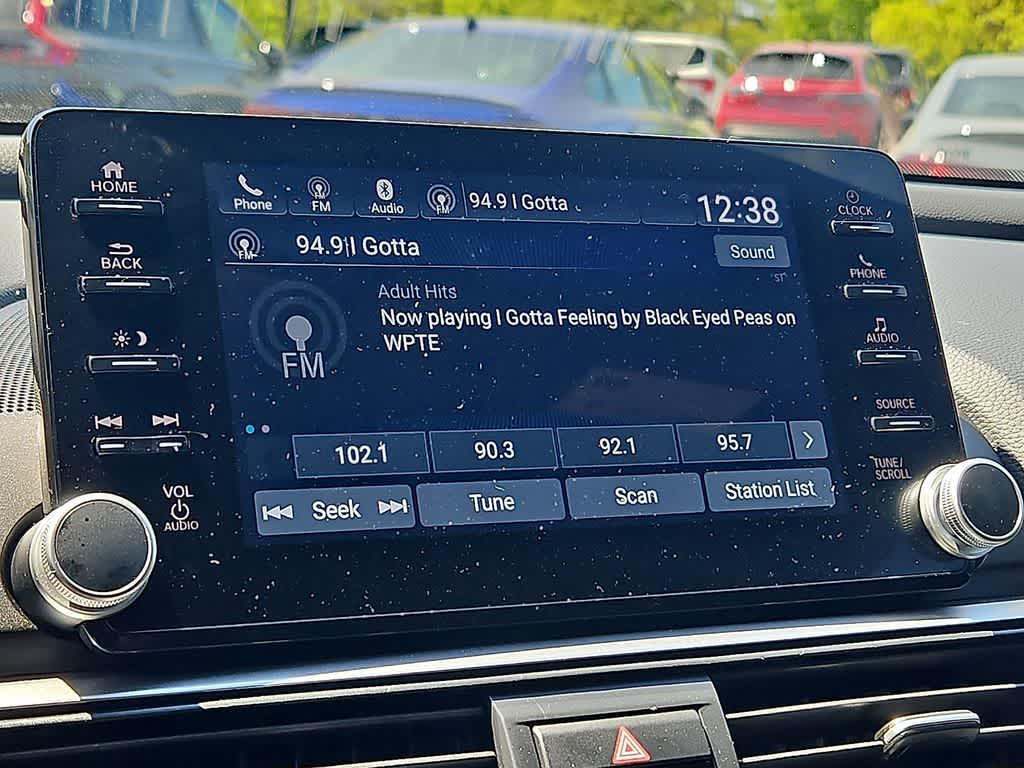 HOME
Phone
FM
Audio
FM
94.9 I Gotta
12:38
CLOCK
BACK
FM
94.9 I Gotta
Sound
PHONE
ST
Adult Hits
Now playing I Gotta Feeling by Black Eyed Peas on
WPTE
FM
AUDIO
SOURCE
102.1
90.3
92.1
95.7
VOL
AUDIO
Seek
Tune
Scan
Station List
TUNE/
SCROLL